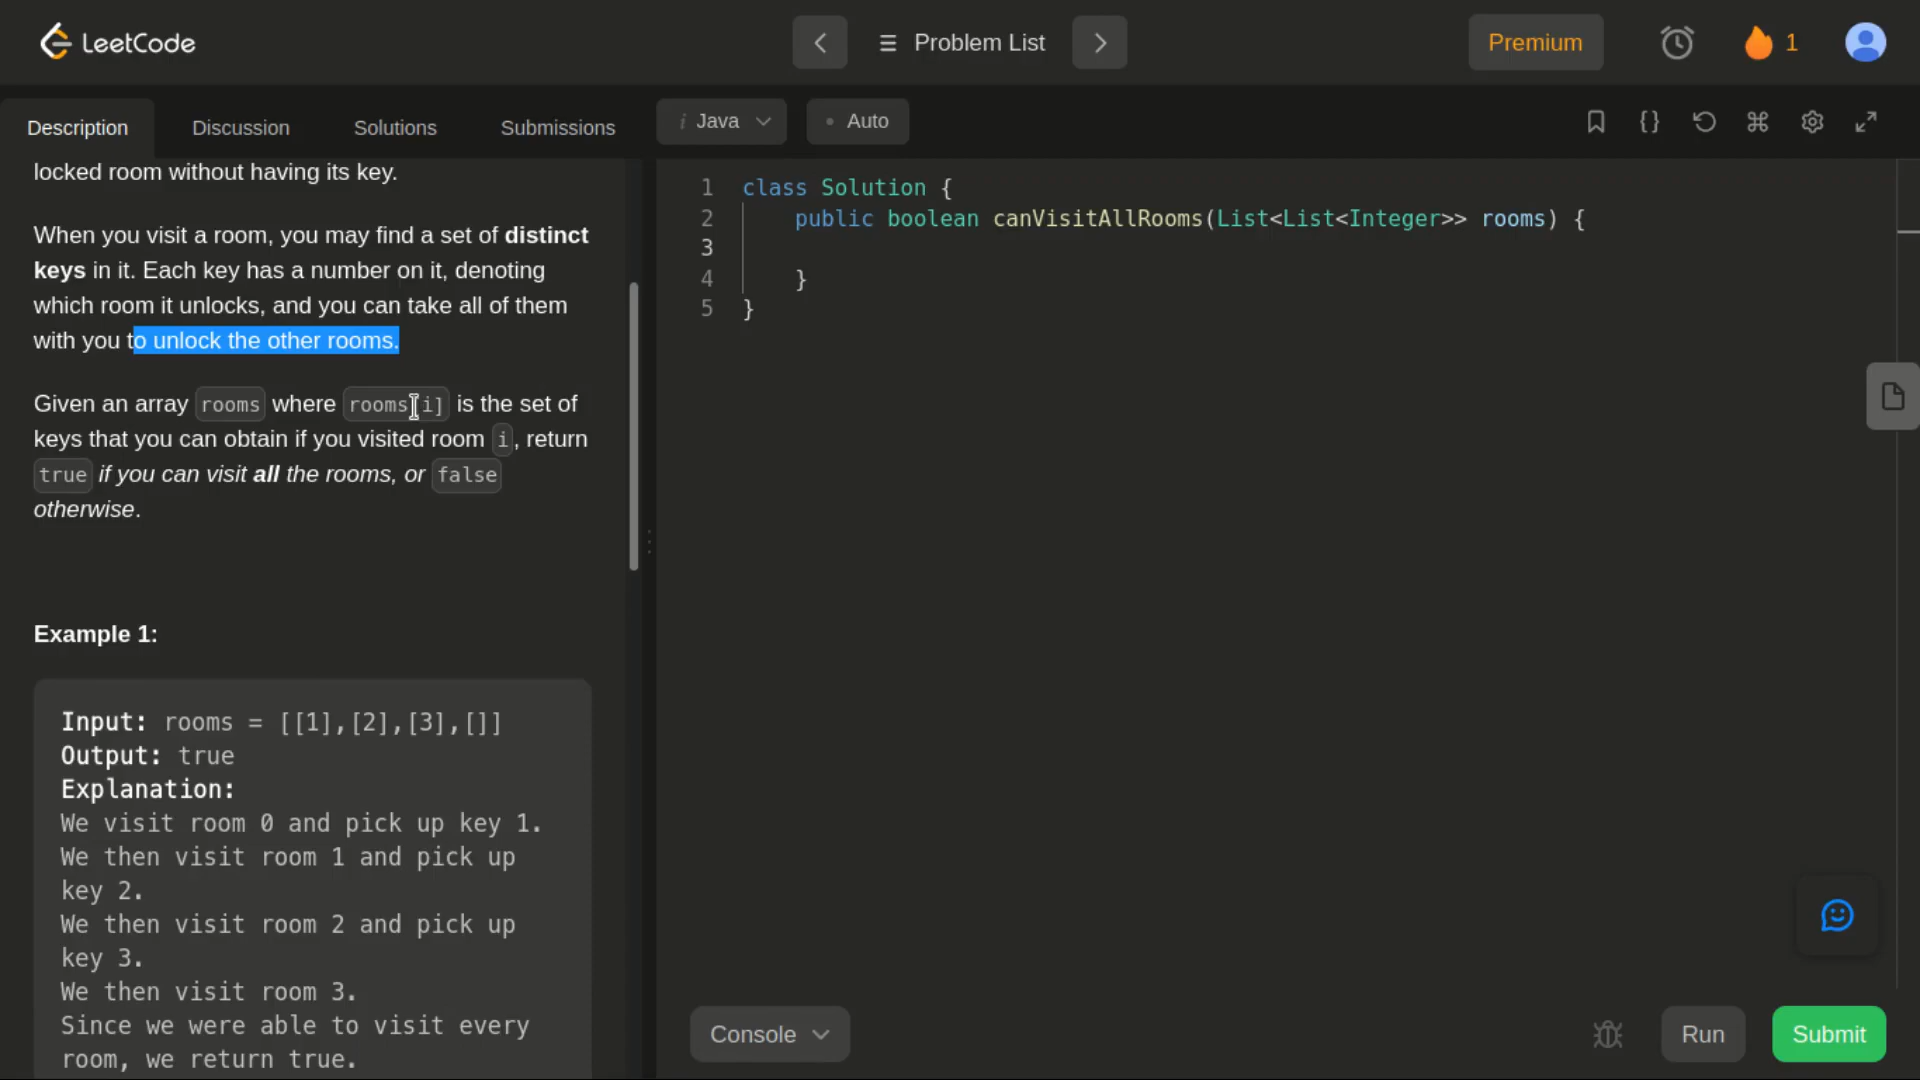 LeetCode
Problem List
Premium
1
Description
Discussion
Solutions
Submissions
i Java
• Auto
locked room without having its key.
When you visit a room, you may find a set of distinct
keys in it. Each key has a number on it, denoting
which room it unlocks, and you can take all of them
with you to unlock the other rooms.
Given an array rooms where rooms[i] is the set of
keys that you can obtain if you visited room i, return
true if you can visit all the rooms, or false
otherwise.
Example 1:
Input: rooms = [[1],[2],[3],[]]
Output: true
Explanation:
We visit room 0 and pick up key 1.
We then visit room 1 and pick up
key 2.
We then visit room 2 and pick up
key 3.
We then visit room 3.
Since we were able to visit every
room, we return true.
1 class Solution {
2 public boolean canVisitAllRooms(List<List<Integer>> rooms) {
3
4 }
5 }
Console
Run
Submit